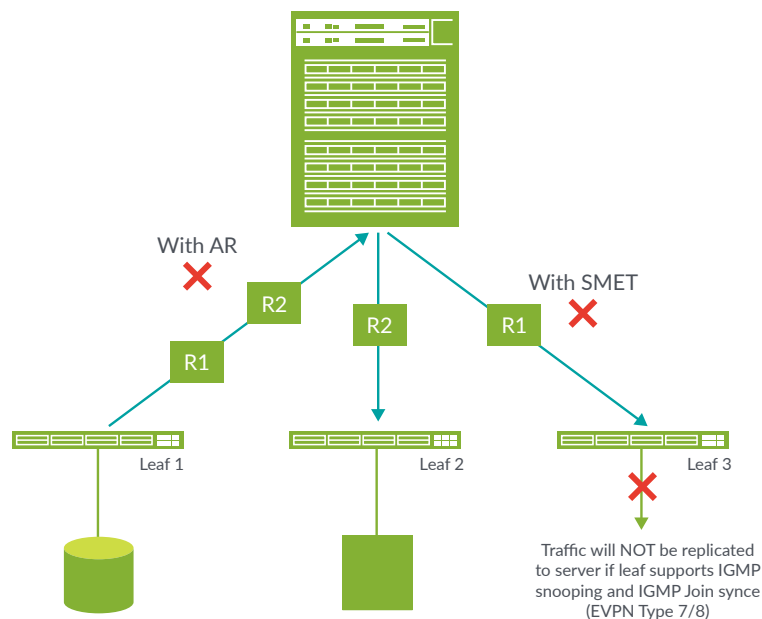 With AR
With SMET
R2
R2
R1
R1
Leaf 1
Leaf 2
Leaf 3
Traffic will NOT be replicated
to server if leaf supports IGMP
snooping and IGMP Join synce
(EVPN Type 7/8)